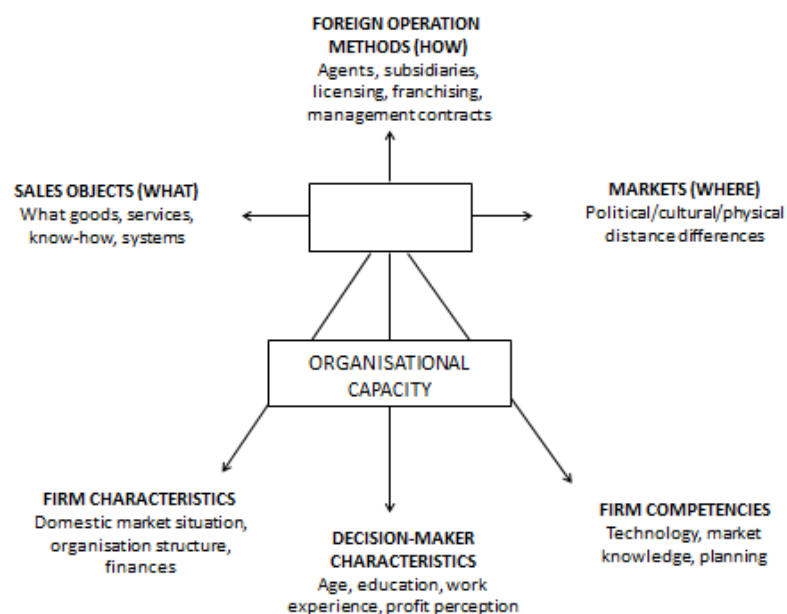 FOREIGN OPERATION
METHODS (HOW)
Agents, subsidiaries,
licensing, franchising,
management contracts
SALES OBJECTS (WHAT)
What goods, services,
know-how, systems
MARKETS (WHERE)
Political/cultural/physical
distance differences
ORGANISATIONAL
CAPACITY
FIRM CHARACTERISTICS
Domestic market situation,
organisation structure,
finances
DECISION-MAKER
CHARACTERISTICS
Age, education, work
experience, profit perception
FIRM COMPETENCIES
Technology, market
knowledge, planning